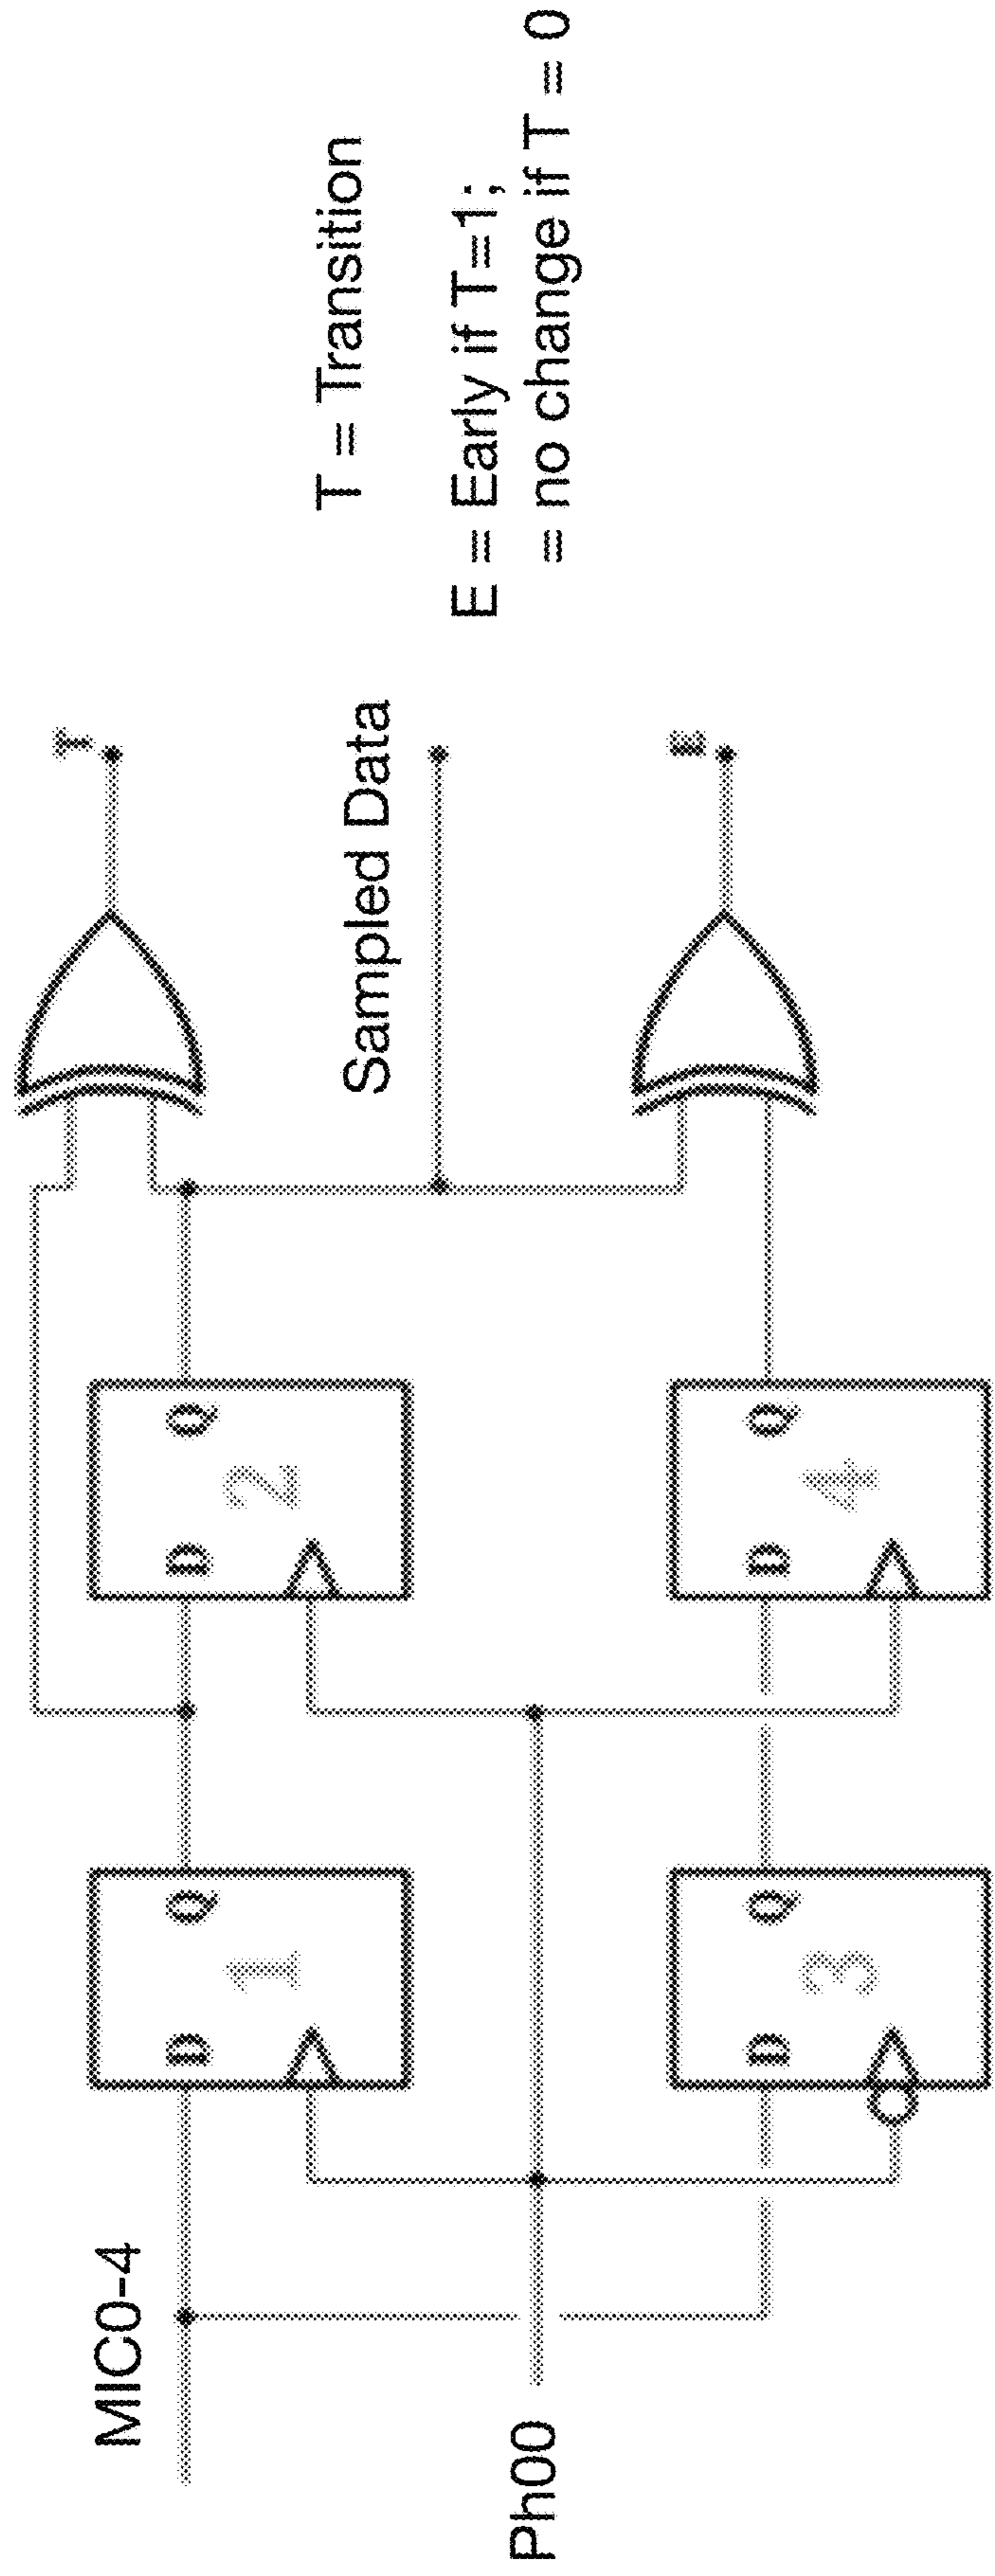 MIC0-4
Ph00
D Q
1
D Q
2
D Q
3
D Q
4
T
Sampled Data
E
T = Transition
E = Early if T=1;
= no change if T = 0